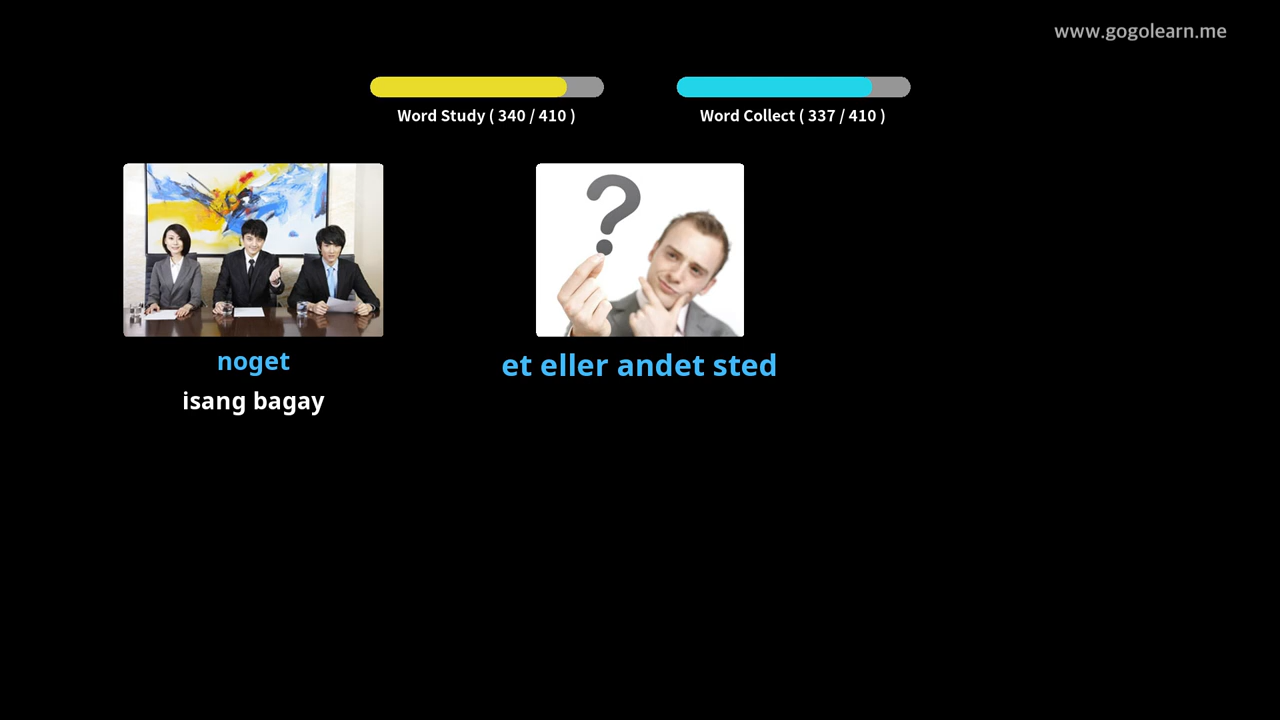 www.gogolearn.me
Word Study ( 340 / 410 )
Word Collect ( 337 / 410 )
?
noget
isang bagay
et eller andet sted